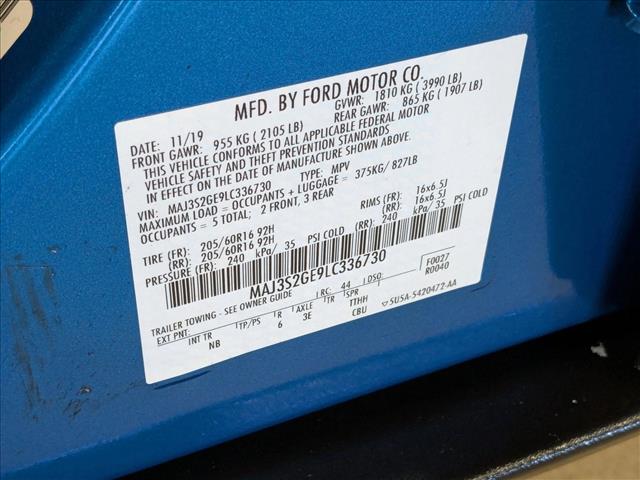 MFD. BY FORD MOTOR CO.
DATE: 11/19 GVWR: 1810 KG ( 3990 LB)
FRONT GAWR: 955 KG ( 2105 LB) REAR GAWR: 865 KG ( 1907 LB)
THIS VEHICLE CONFORMS TO ALL APPLICABLE FEDERAL MOTOR
VEHICLE SAFETY AND THEFT PREVENTION STANDARDS
IN EFFECT ON THE DATE OF MANUFACTURE SHOWN ABOVE.
VIN: MAJ3S2GE9LC336730 TYPE: MPV
MAXIMUM LOAD = OCCUPANTS + LUGGAGE = 375KG/ 827LB
OCCUPANTS = 5 TOTAL; 2 FRONT, 3 REAR
TIRE (FR): 205/60R16 92H RIMS (FR): 16x6.5J
(RR): 205/60R16 92H (RR): 16x6.5J
PRESSURE (FR): 240 kPa/ 35 PSI COLD (RR): 240 kPa/ 35 PSI COLD
MAJ3S2GE9LC336730
F0027
R0040
TRAILER TOWING - SEE OWNER GUIDE RC: 44 DSO:
EXT PNT: INT TR TP/PS R AXLE TR SPR
NB 6 3E TTHH
CBU 5U5A-5420472-AA